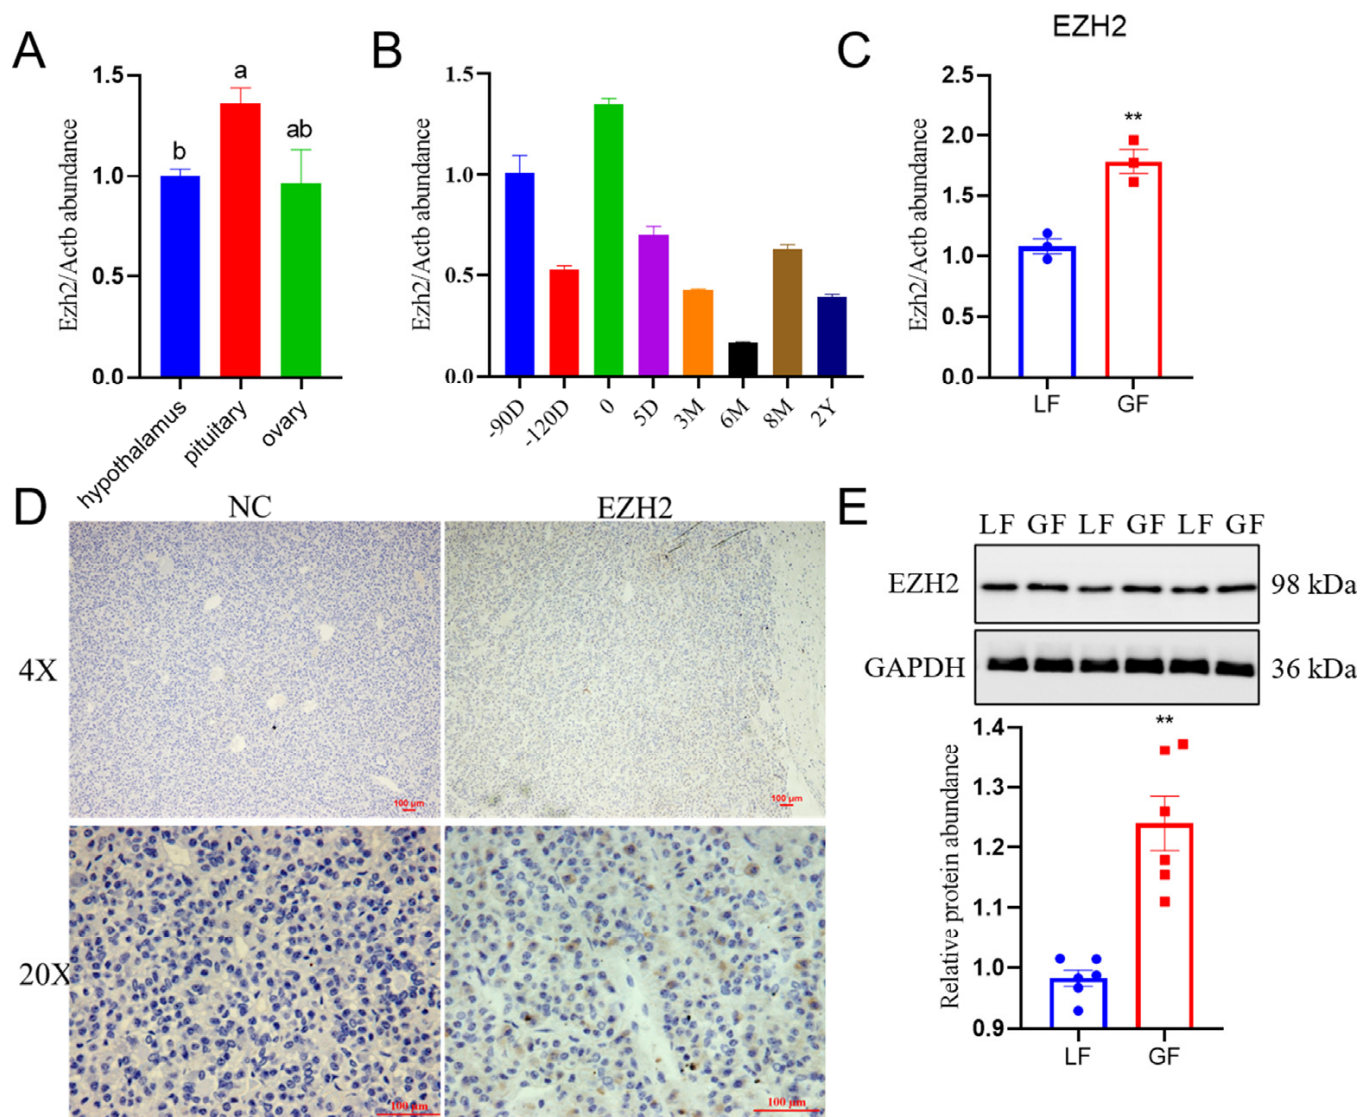 A
Ezh2/Actb abundance
1.5
1.0
0.5
0.0
b
a
ab
hypothalamus
pituitary
ovary
B
Ezh2/Actb abundance
1.5
1.0
0.5
0.0
-90D
-120D
0
5D
3M
6M
8M
2Y
C
EZH2
Ezh2/Actb abundance
2.5
2.0
1.5
1.0
0.5
0.0
**
LF
GF
D
NC
EZH2
4X
100 μm
100 μm
20X
100 μm
100 μm
E
LF GF LF GF LF GF
EZH2
98 kDa
GAPDH
36 kDa
Relative protein abundance
1.4
1.3
1.2
1.1
1.0
0.9
**
LF
GF